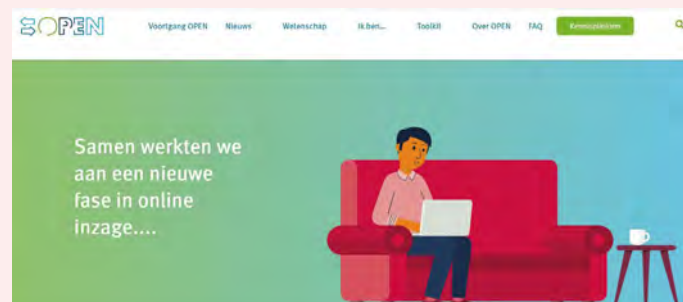 OPEN
Voortgang OPEN Nieuws Wetenschap Ik ben... Toolkit Over OPEN FAQ Kennisplatform
Samen werkten we
aan een nieuwe
fase in online
inzage....